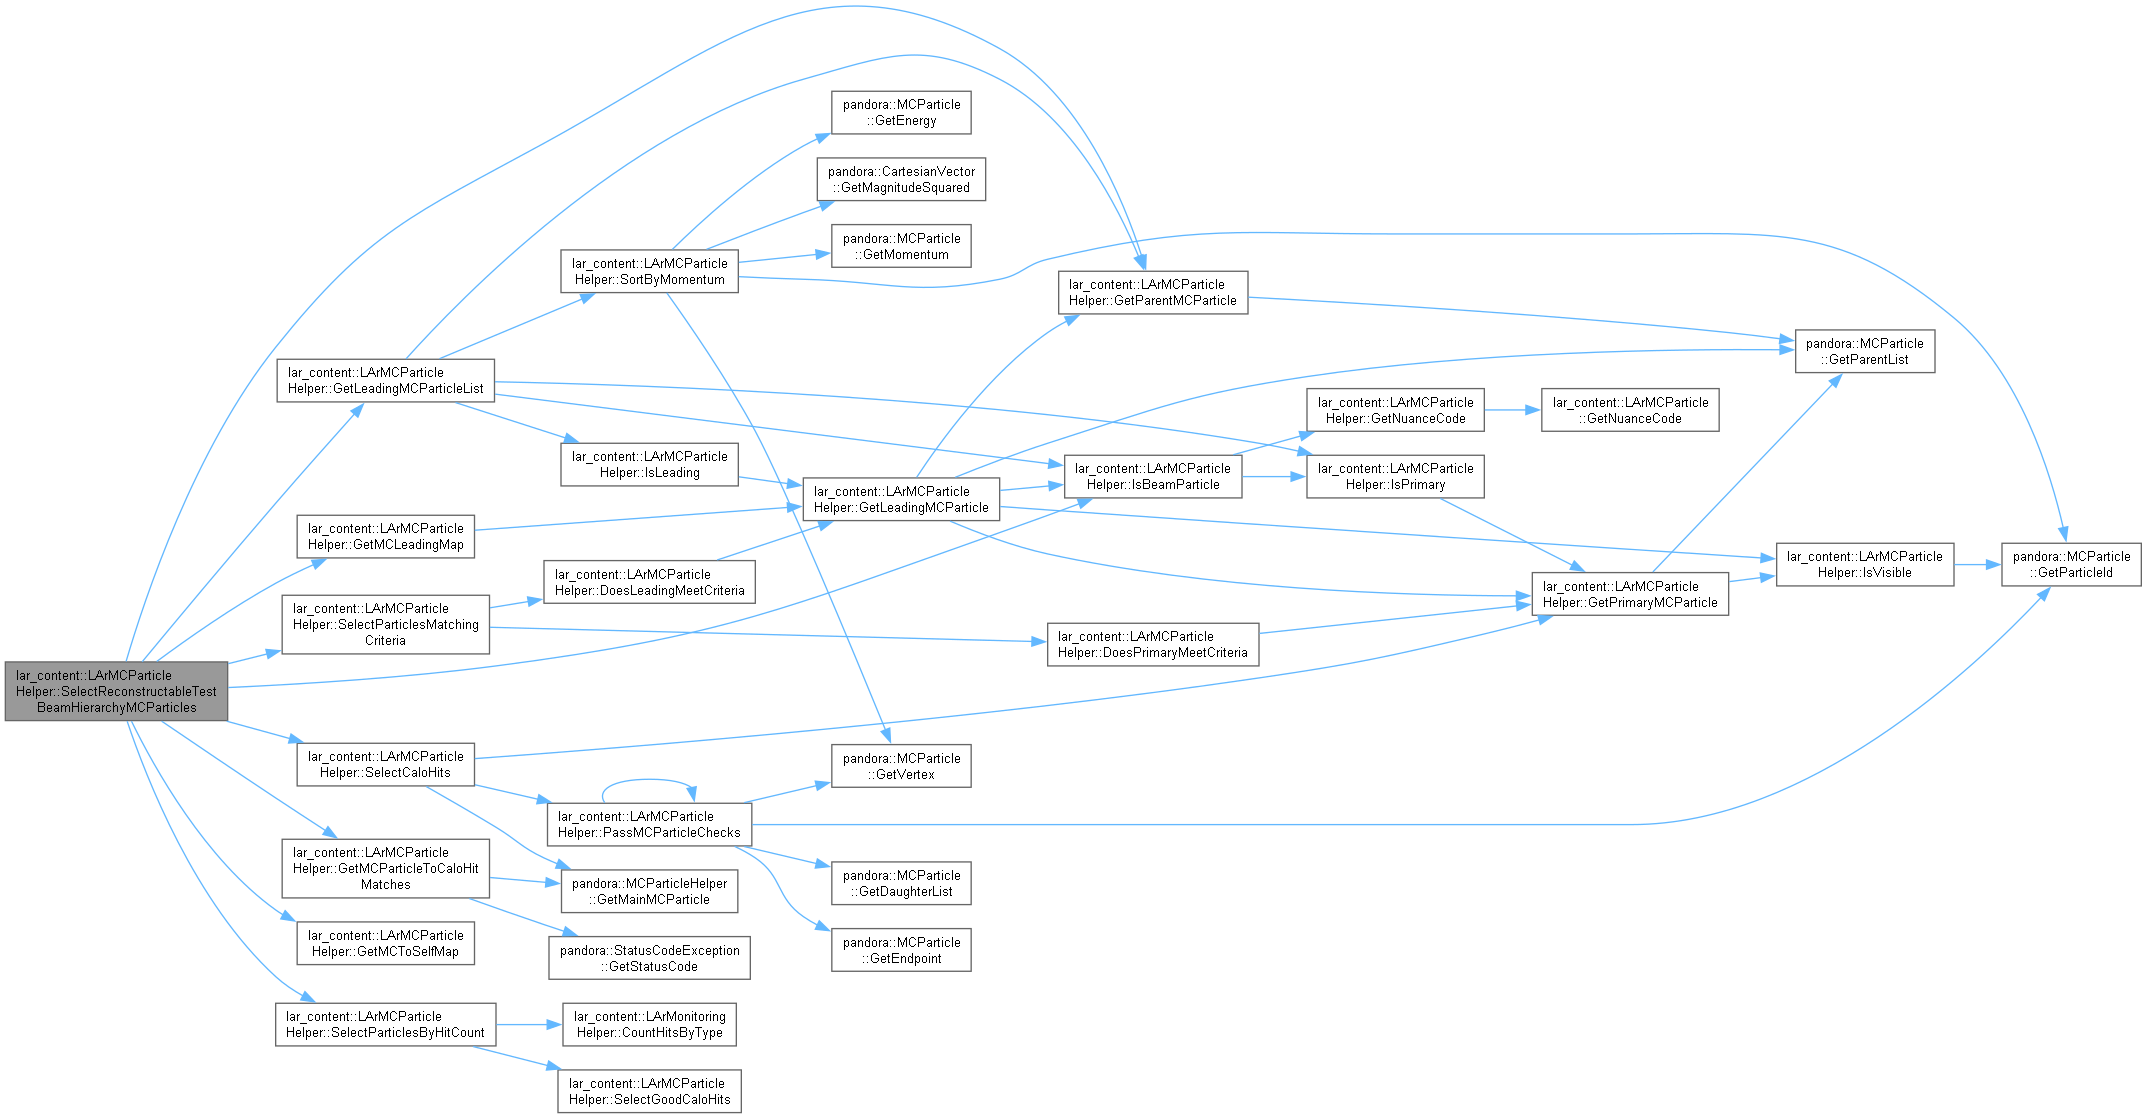 lar_content::LArMCParticle
Helper::SelectReconstructableTest
BeamHierarchyMCParticles
lar_content::LArMCParticle
Helper::GetLeadingMCParticleList
lar_content::LArMCParticle
Helper::GetMCLeadingMap
lar_content::LArMCParticle
Helper::SelectParticlesMatching
Criteria
lar_content::LArMCParticle
Helper::SelectCaloHits
lar_content::LArMCParticle
Helper::GetMCParticleToCaloHit
Matches
lar_content::LArMCParticle
Helper::GetMCToSelfMap
lar_content::LArMCParticle
Helper::SelectParticlesByHitCount
lar_content::LArMCParticle
Helper::SortByMomentum
lar_content::LArMCParticle
Helper::IsLeading
lar_content::LArMCParticle
Helper::DoesLeadingMeetCriteria
lar_content::LArMCParticle
Helper::PassMCParticleChecks
pandora::MCParticleHelper
::GetMainMCParticle
pandora::StatusCodeException
::GetStatusCode
lar_content::LArMonitoring
Helper::CountHitsByType
lar_content::LArMCParticle
Helper::SelectGoodCaloHits
pandora::MCParticle
::GetEnergy
pandora::CartesianVector
::GetMagnitudeSquared
pandora::MCParticle
::GetMomentum
lar_content::LArMCParticle
Helper::GetLeadingMCParticle
pandora::MCParticle
::GetVertex
pandora::MCParticle
::GetDaughterList
pandora::MCParticle
::GetEndpoint
lar_content::LArMCParticle
Helper::GetParentMCParticle
lar_content::LArMCParticle
Helper::IsBeamParticle
lar_content::LArMCParticle
Helper::DoesPrimaryMeetCriteria
lar_content::LArMCParticle
Helper::GetNuanceCode
lar_content::LArMCParticle
Helper::IsPrimary
lar_content::LArMCParticle
::GetNuanceCode
lar_content::LArMCParticle
Helper::GetPrimaryMCParticle
pandora::MCParticle
::GetParentList
lar_content::LArMCParticle
Helper::IsVisible
pandora::MCParticle
::GetParticleId